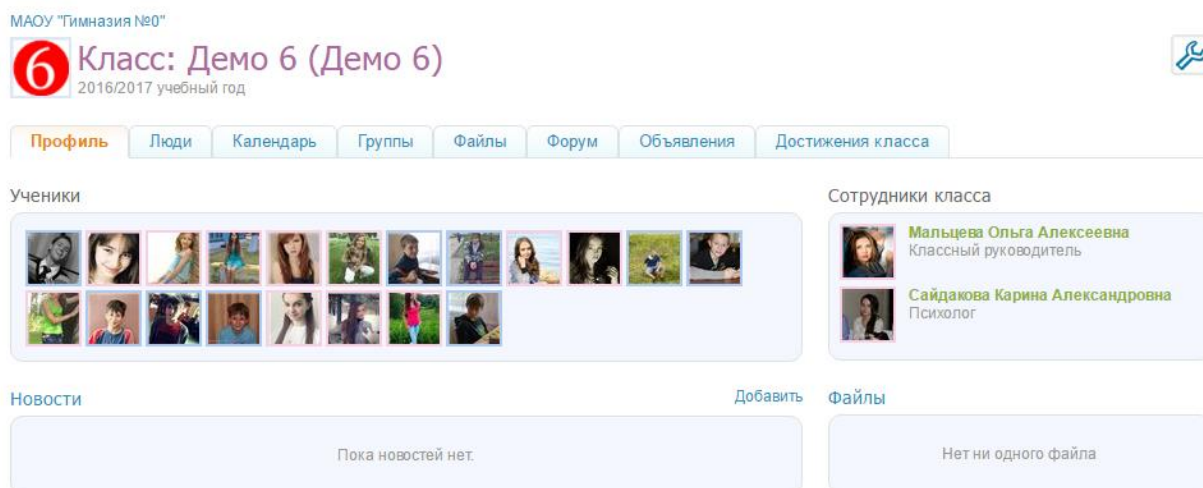 МАОУ "Гимназия №0"
6
Класс: Демо 6 (Демо 6)
2016/2017 учебный год
Профиль Люди Календарь Группы Файлы Форум Объявления Достижения класса
Ученики
Сотрудники класса
Мальцева Ольга Алексеевна
Классный руководитель
Сайдакова Карина Александровна
Психолог
Новости Добавить
Пока новостей нет.
Файлы
Нет ни одного файла